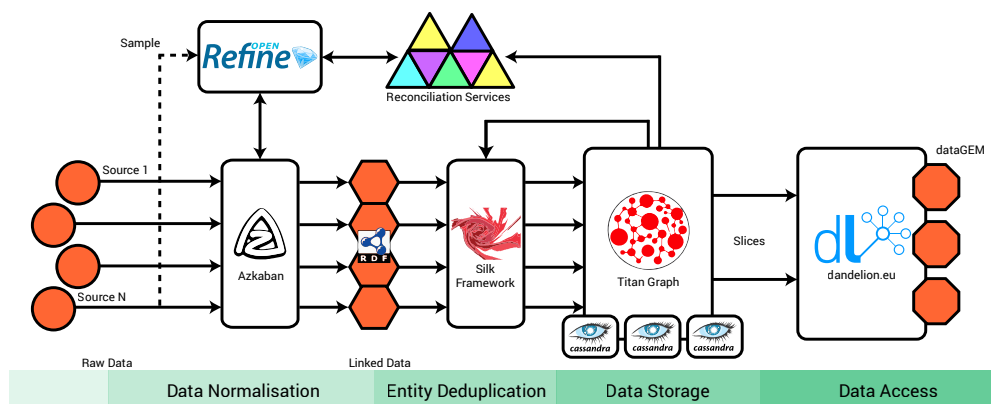 Sample
OPEN
Refine
Reconciliation Services
dataGEM
Source 1
Azkaban
RDF
Silk
Framework
Titan Graph
Slices
dl
dandelion.eu
Source N
cassandra
cassandra
cassandra
Raw Data
Linked Data
Data Normalisation
Entity Deduplication
Data Storage
Data Access